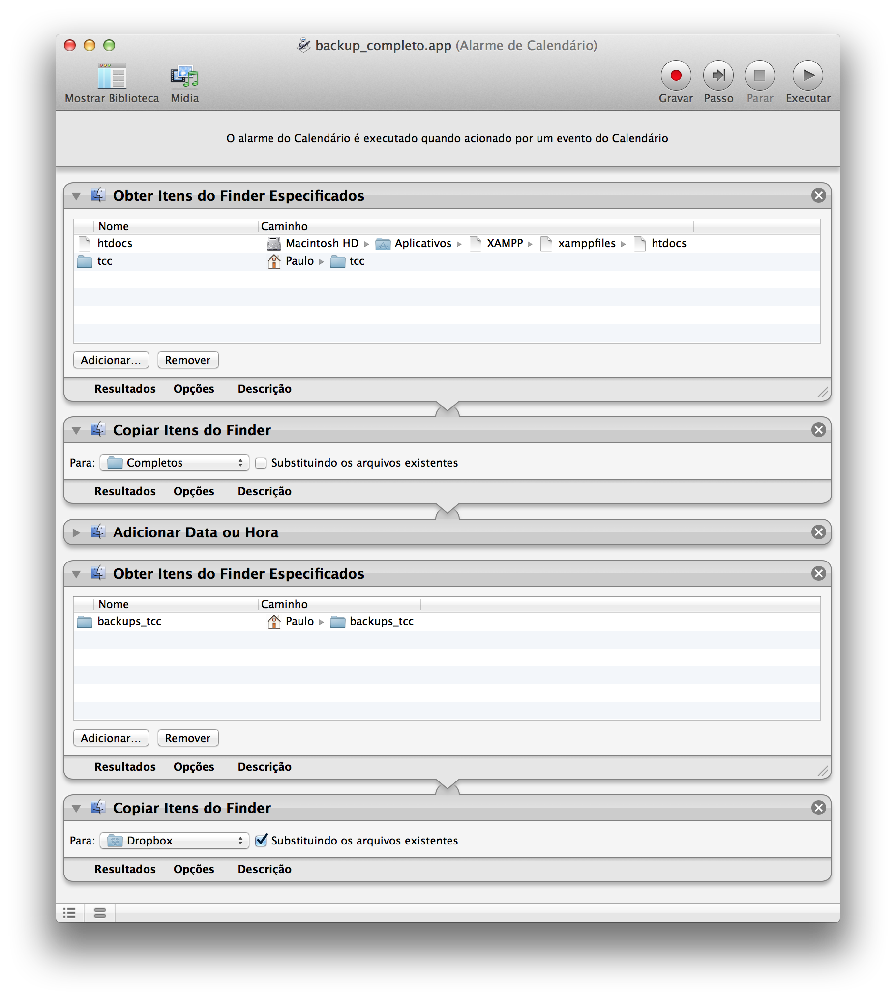 backup_completo.app (Alarme de Calendário)
Mostrar Biblioteca Mídia Gravar Passo Parar Executar
O alarme do Calendário é executado quando acionado por um evento do Calendário
Obter Itens do Finder Especificados
Nome Caminho
htdocs Macintosh HD Aplicativos XAMPP xamppfiles htdocs
tcc Paulo tcc
Adicionar... Remover
Resultados Opções Descrição
Copiar Itens do Finder
Para: Completos Substituindo os arquivos existentes
Resultados Opções Descrição
Adicionar Data ou Hora
Obter Itens do Finder Especificados
Nome Caminho
backups_tcc Paulo backups_tcc
Adicionar... Remover
Resultados Opções Descrição
Copiar Itens do Finder
Para: Dropbox Substituindo os arquivos existentes
Resultados Opções Descrição